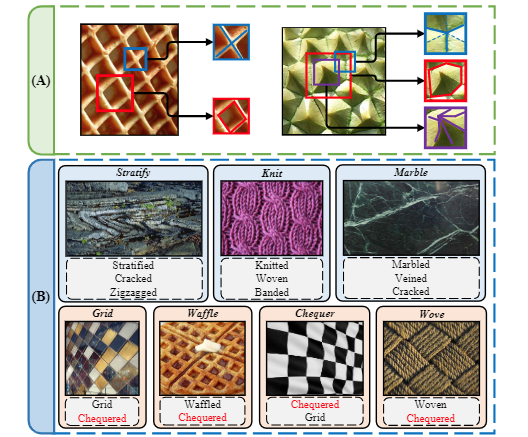 (A)
(B)
Stratify
Stratified
Cracked
Zigzagged
Knit
Knitted
Woven
Banded
Marble
Marbled
Veined
Cracked
Grid
Grid
Chequered
Waffle
Waffled
Chequered
Chequer
Chequered
Grid
Wove
Woven
Chequered